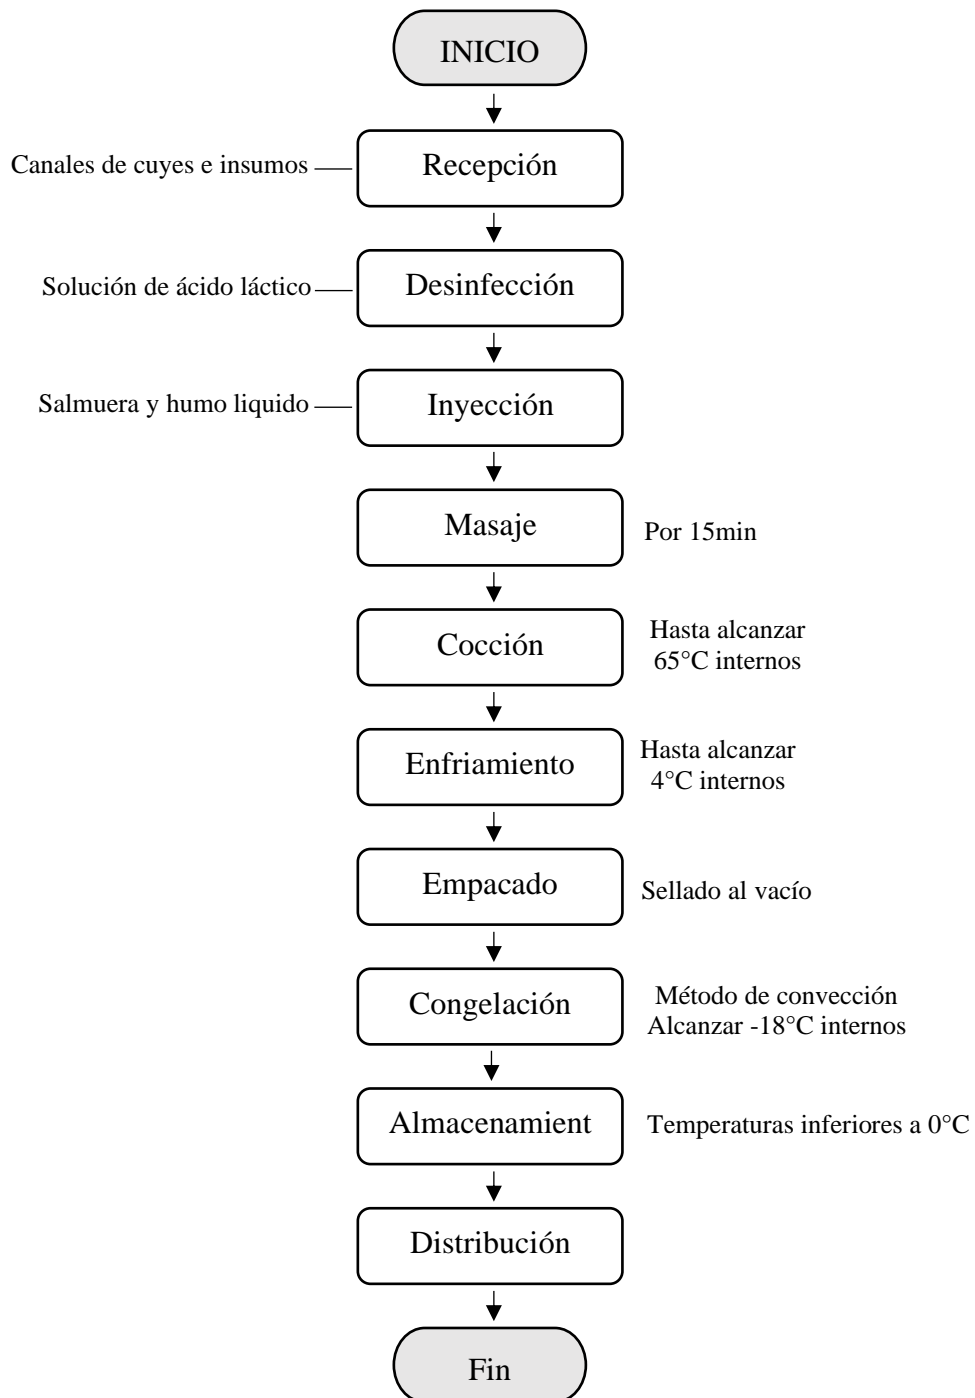 INICIO
Canales de cuyes e insumos
Recepción
Solución de ácido láctico
Desinfección
Salmuera y humo liquido
Inyección
Masaje
Por 15min
Cocción
Hasta alcanzar
65°C internos
Enfriamiento
Hasta alcanzar
4°C internos
Empacado
Sellado al vacío
Congelación
Método de convección
Alcanzar -18°C internos
Almacenamient
Temperaturas inferiores a 0°C
Distribución
Fin